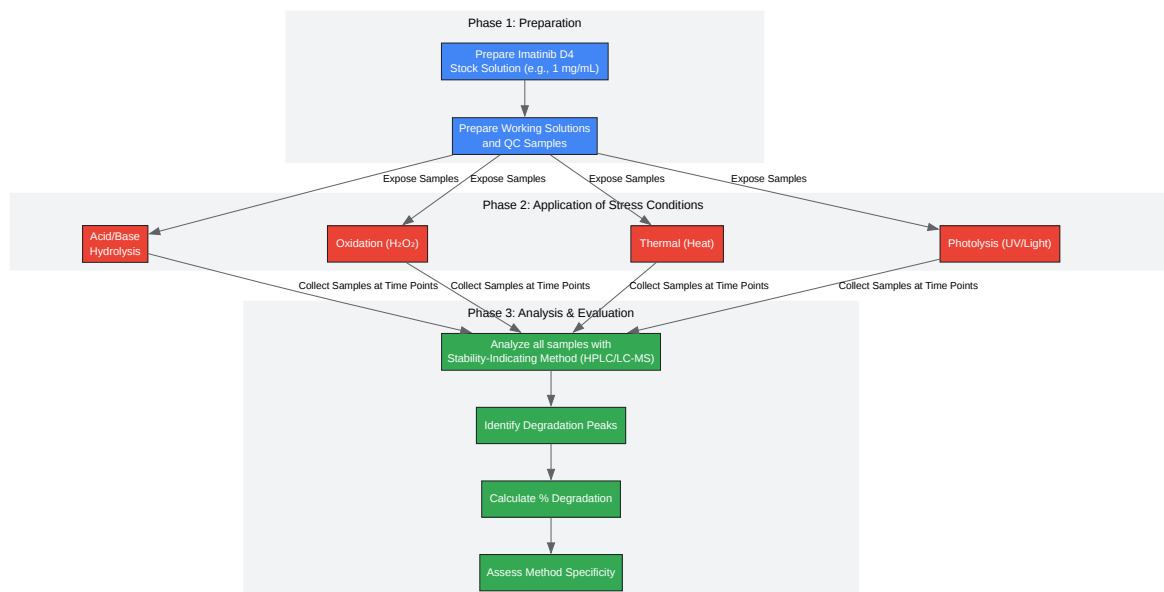 Phase 1: Preparation
Prepare Imatinib D4
Stock Solution (e.g., 1 mg/mL)
Prepare Working Solutions
and QC Samples
Expose Samples
Expose Samples
Expose Samples
Expose Samples
Phase 2: Application of Stress Conditions
Acid/Base
Hydrolysis
Oxidation (H₂O₂)
Thermal (Heat)
Photolysis (UV/Light)
Collect Samples at Time Points
Collect Samples at Time Points
Collect Samples at Time Points
Collect Samples at Time Points
Phase 3: Analysis & Evaluation
Analyze all samples with
Stability-Indicating Method (HPLC/LC-MS)
Identify Degradation Peaks
Calculate % Degradation
Assess Method Specificity